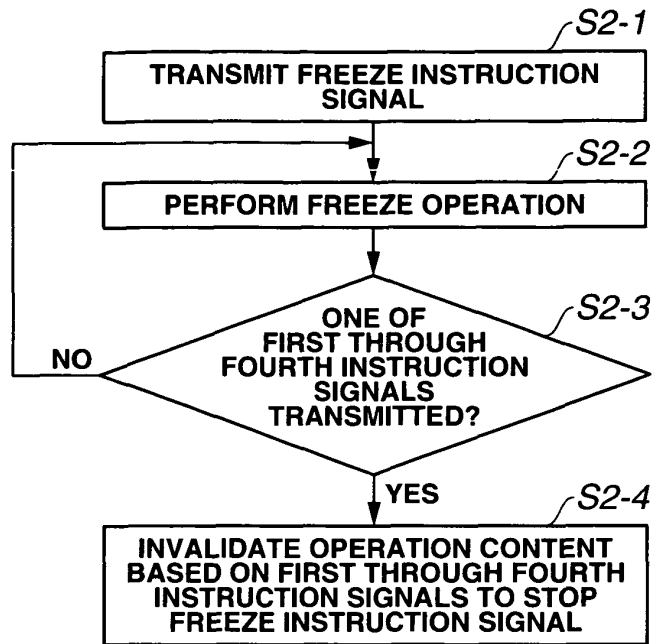 S2-1
TRANSMIT FREEZE INSTRUCTION
SIGNAL
S2-2
PERFORM FREEZE OPERATION
S2-3
ONE OF
FIRST THROUGH
FOURTH INSTRUCTION
SIGNALS
TRANSMITTED?
NO
YES
S2-4
INVALIDATE OPERATION CONTENT
BASED ON FIRST THROUGH FOURTH
INSTRUCTION SIGNALS TO STOP
FREEZE INSTRUCTION SIGNAL